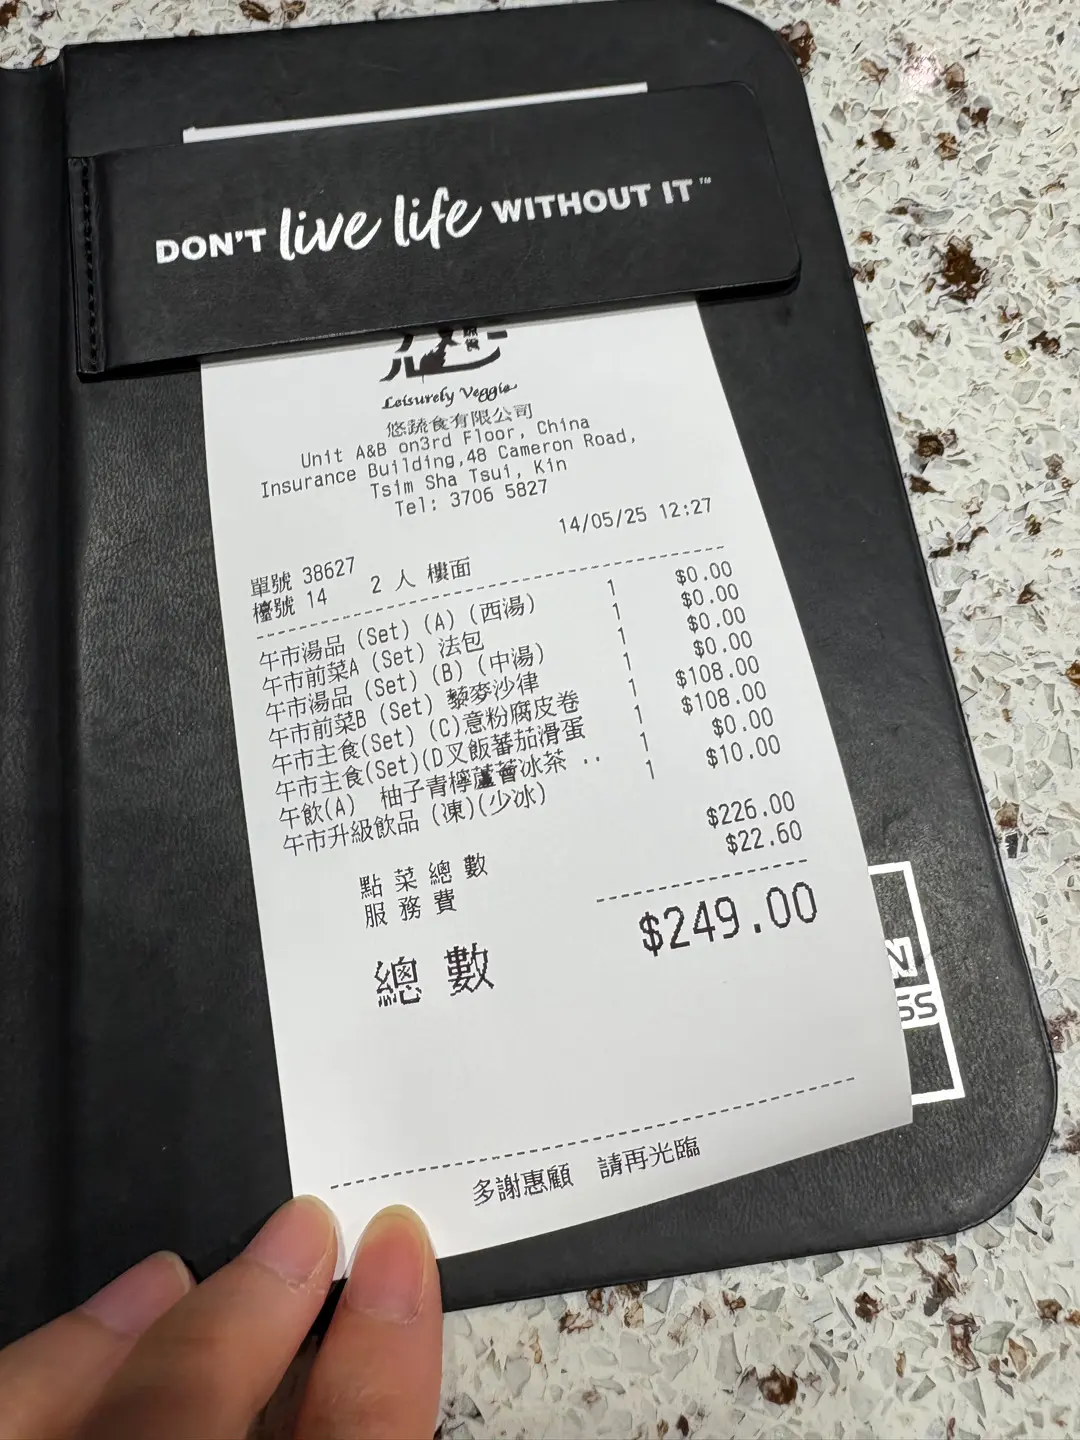 DON'T live life WITHOUT IT™
Leisurely Veggie
悠蔬食有限公司
Unit A&B on3rd Floor, China
Insurance Building,48 Cameron Road,
Tsim Sha Tsui, Kin
Tel: 3706 5827
14/05/25 12:27
單號 38627
檯號 14 2 人 樓面
午市湯品 (Set) (A) (西湯) 1 $0.00
午市前菜A (Set) 法包 1 $0.00
午市湯品 (Set) (B) (中湯) 1 $0.00
午市前菜B (Set) 藜麥沙律 1 $0.00
午市主食(Set) (C)意粉腐皮卷 1 $108.00
午市主食(Set)(D叉飯蕃茄滑蛋 1 $108.00
午飲(A) 柚子青檸蘆薈冰茶 .. 1 $0.00
午市升級飲品 (凍)(少冰) 1 $10.00
點菜總數 $226.00
服務費 $22.60
總數 $249.00
多謝惠顧 請再光臨